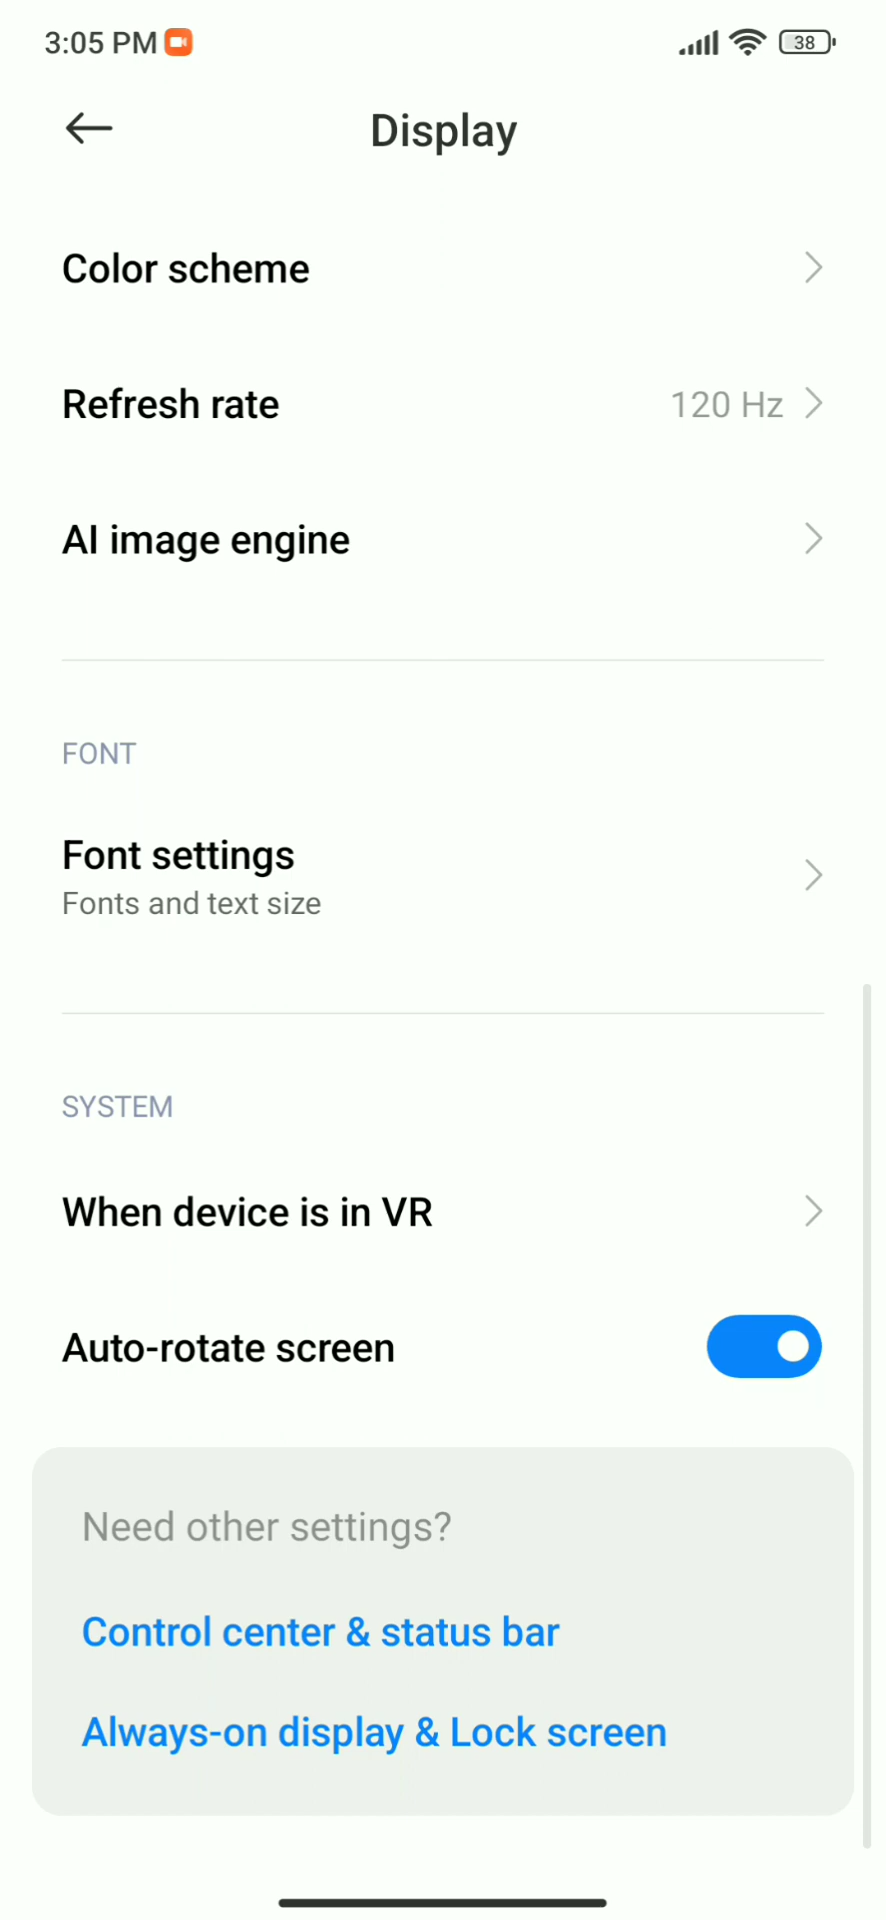 3:05 PM
38
Display
Color scheme
Refresh rate
120 Hz
AI image engine
FONT
Font settings
Fonts and text size
SYSTEM
When device is in VR
Auto-rotate screen
Need other settings?
Control center & status bar
Always-on display & Lock screen